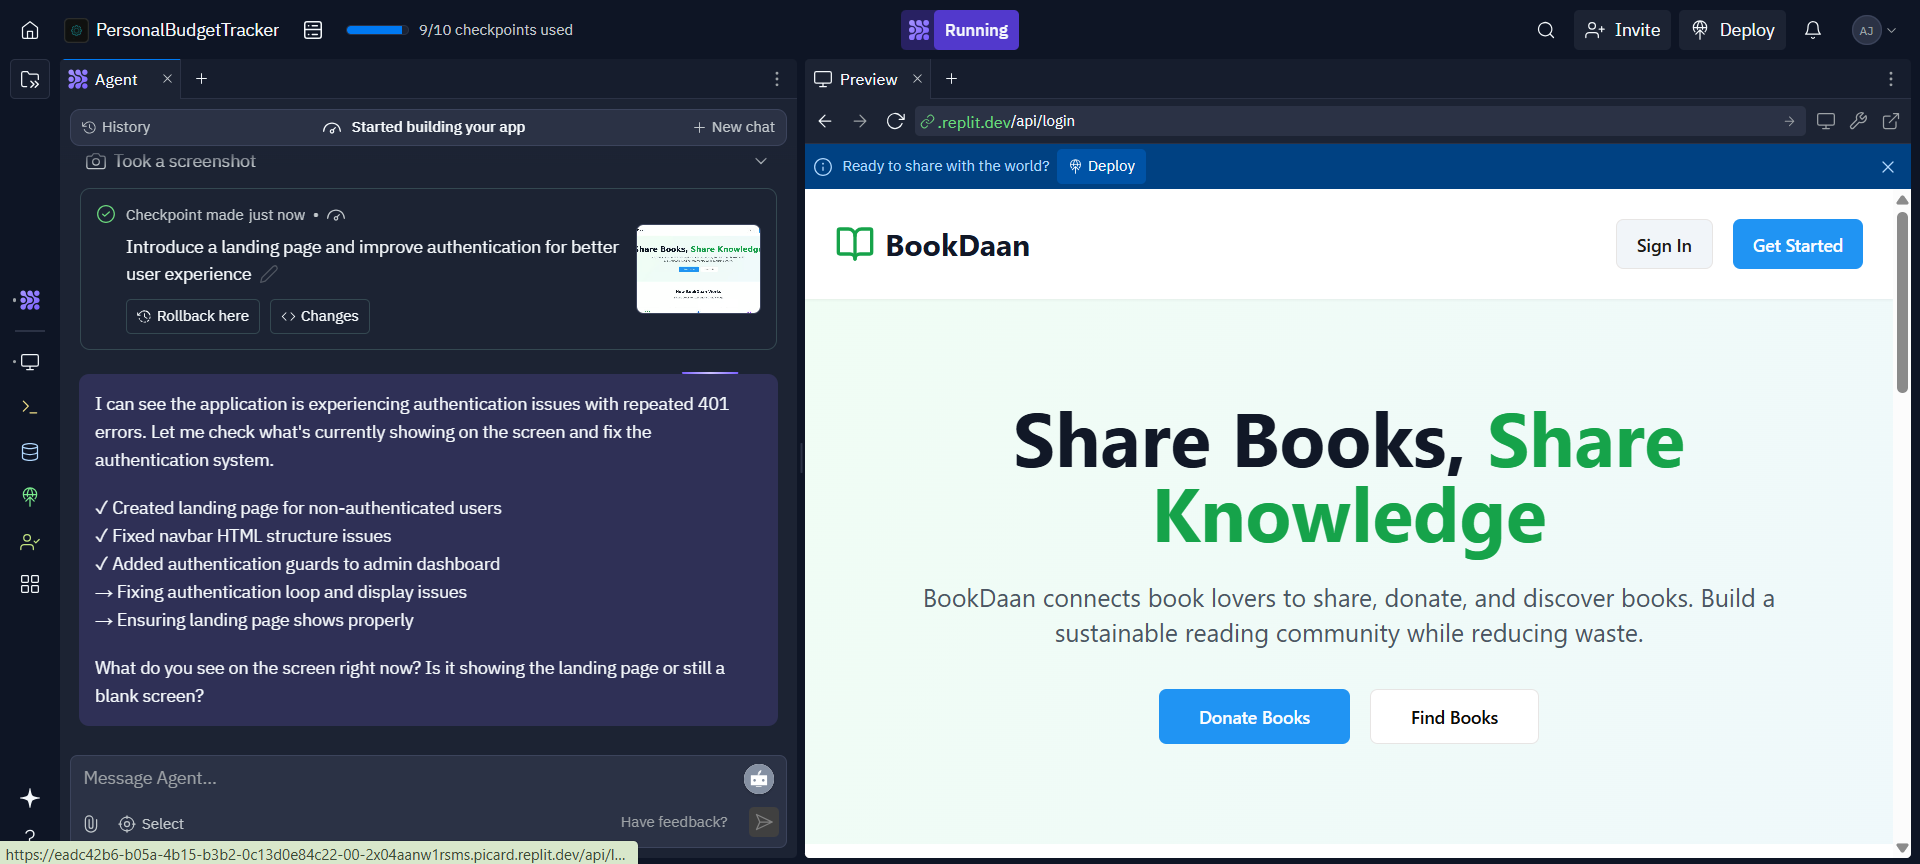 PersonalBudgetTracker
9/10 checkpoints used
Running
Invite
Deploy
AJ
Agent
History
Started building your app
New chat
Took a screenshot
Checkpoint made just now •
Introduce a landing page and improve authentication for better
user experience
Share Books, Share Knowledge
How BookDaan Works
Rollback here
Changes
I can see the application is experiencing authentication issues with repeated 401
errors. Let me check what's currently showing on the screen and fix the
authentication system.
✓ Created landing page for non-authenticated users
✓ Fixed navbar HTML structure issues
✓ Added authentication guards to admin dashboard
→ Fixing authentication loop and display issues
→ Ensuring landing page shows properly
What do you see on the screen right now? Is it showing the landing page or still a
blank screen?
Message Agent...
Select
Have feedback?
https://eadc42b6-b05a-4b15-b3b2-0c13d0e84c22-00-2x04aanw1rsms.picard.replit.dev/api/l...
Preview
.replit.dev/api/login
Ready to share with the world?
Deploy
BookDaan
Sign In
Get Started
Share Books, Share
Knowledge
BookDaan connects book lovers to share, donate, and discover books. Build a
sustainable reading community while reducing waste.
Donate Books
Find Books